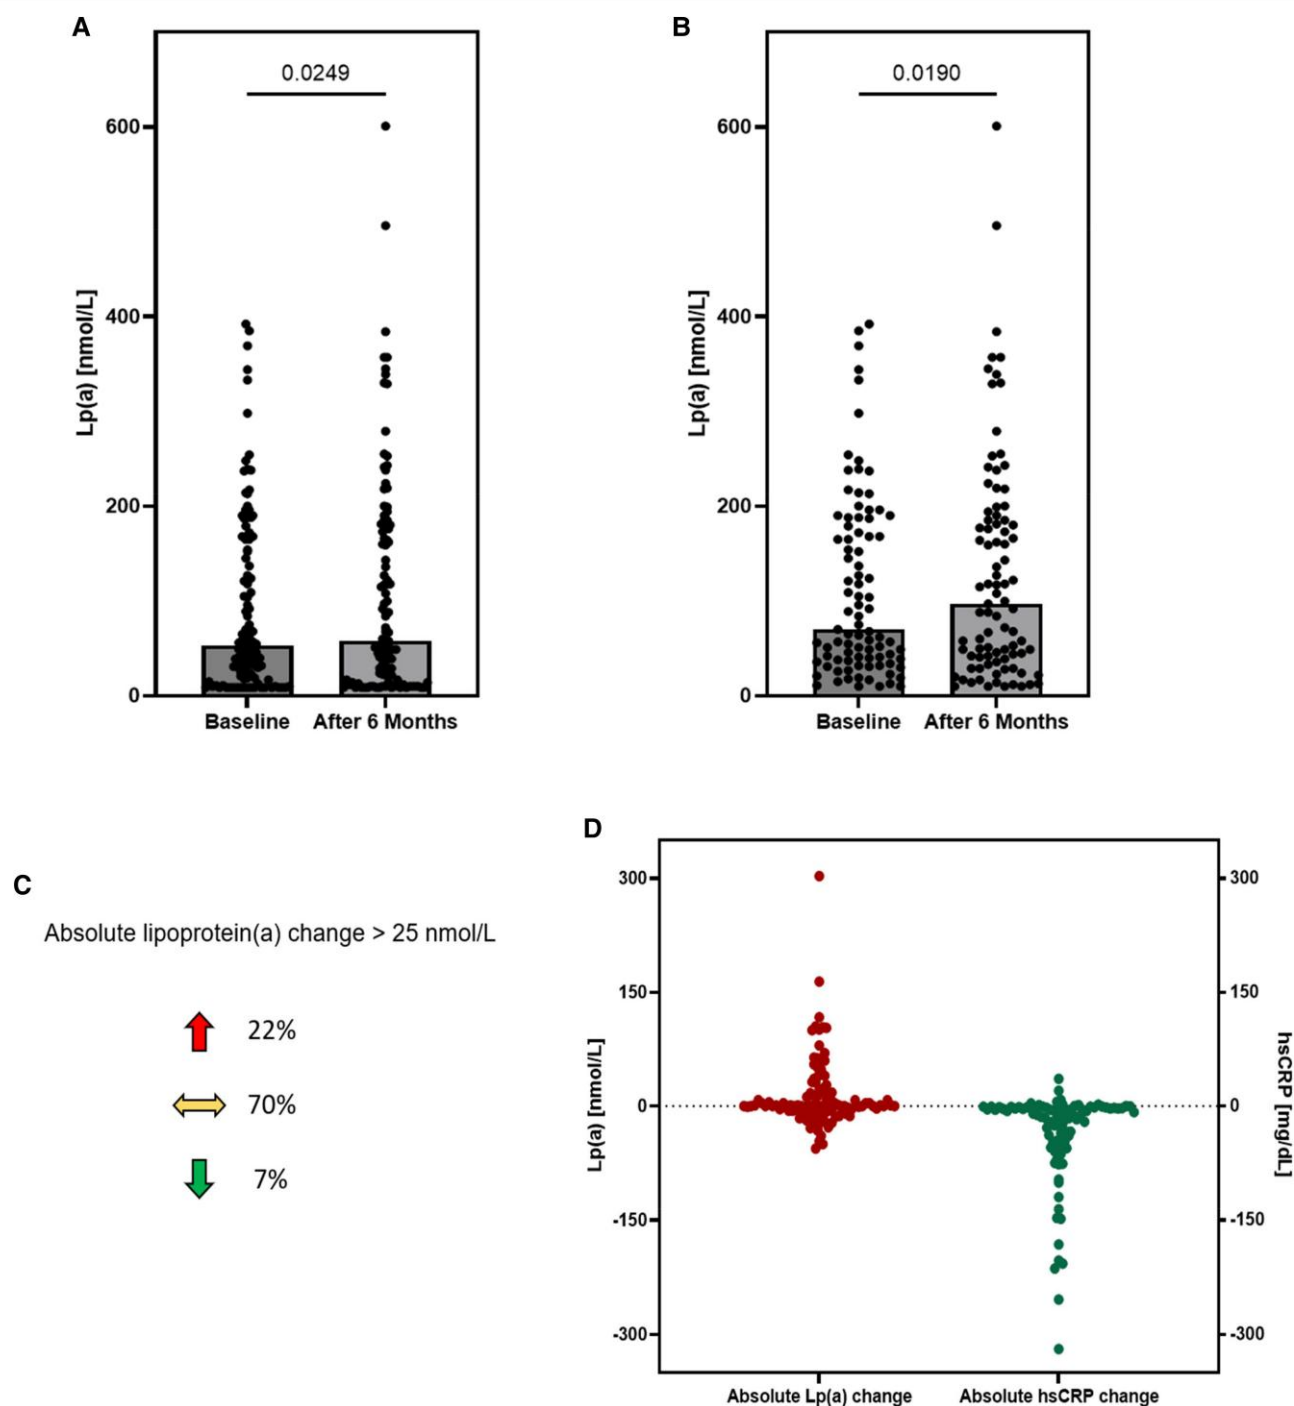 A
0.0249
600
400
200
0
Lp(a) [nmol/L]
Baseline
After 6 Months
B
0.0190
600
400
200
0
Lp(a) [nmol/L]
Baseline
After 6 Months
C
Absolute lipoprotein(a) change > 25 nmol/L
22%
70%
7%
D
300
150
0
-150
-300
Lp(a) [nmol/L]
300
150
0
-150
-300
hsCRP [mg/dL]
Absolute Lp(a) change
Absolute hsCRP change